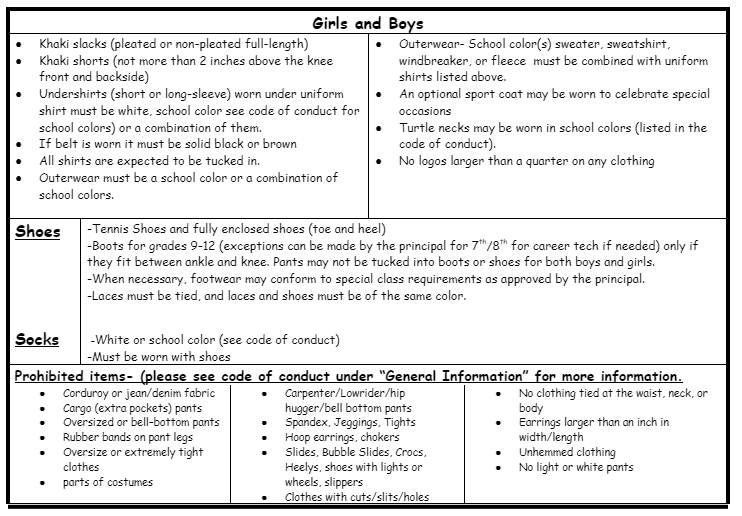 Girls and Boys
• Khaki slacks (pleated or non-pleated full-length)
• Khaki shorts (not more than 2 inches above the knee
front and backside)
• Undershirts (short or long-sleeve) worn under uniform
shirt must be white, school color see code of conduct for
school colors) or a combination of them.
• If belt is worn it must be solid black or brown
• All shirts are expected to be tucked in.
• Outerwear must be a school color or a combination of
school colors.
• Outerwear- School color(s) sweater, sweatshirt,
windbreaker, or fleece must be combined with uniform
shirts listed above.
• An optional sport coat may be worn to celebrate special
occasions
• Turtle necks may be worn in school colors (listed in the
code of conduct).
• No logos larger than a quarter on any clothing
Shoes
-Tennis Shoes and fully enclosed shoes (toe and heel)
-Boots for grades 9-12 (exceptions can be made by the principal for 7th/8th for career tech if needed) only if
they fit between ankle and knee. Pants may not be tucked into boots or shoes for both boys and girls.
-When necessary, footwear may conform to special class requirements as approved by the principal.
-Laces must be tied, and laces and shoes must be of the same color.
Socks
-White or school color (see code of conduct)
-Must be worn with shoes
Prohibited items- (please see code of conduct under “General Information” for more information.
• Corduroy or jean/denim fabric
• Cargo (extra pockets) pants
• Oversized or bell-bottom pants
• Rubber bands on pant legs
• Oversize or extremely tight
clothes
• parts of costumes
• Carpenter/Lowrider/hip
hugger/bell bottom pants
• Spandex, Jeggings, Tights
• Hoop earrings, chokers
• Slides, Bubble Slides, Crocs,
Heelys, shoes with lights or
wheels, slippers
• Clothes with cuts/slits/holes
• No clothing tied at the waist, neck, or
body
• Earrings larger than an inch in
width/length
• Unhemmed clothing
• No light or white pants